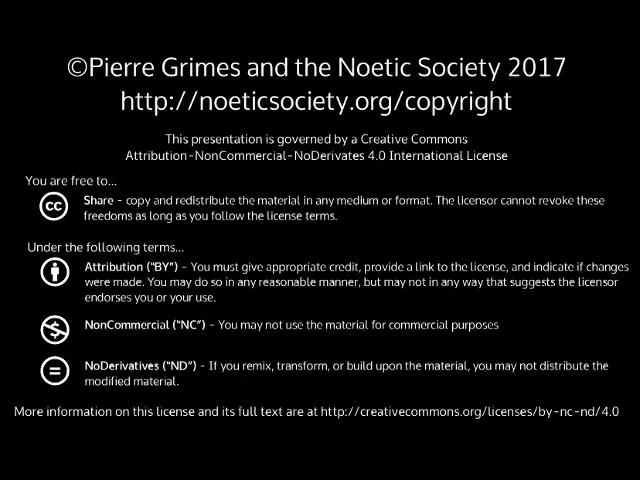 ©Pierre Grimes and the Noetic Society 2017
http://noeticsociety.org/copyright
This presentation is governed by a Creative Commons
Attribution-NonCommercial-NoDerivates 4.0 International License
You are free to...
cc
Share - copy and redistribute the material in any medium or format. The licensor cannot revoke these
freedoms as long as you follow the license terms.
Under the following terms...
Attribution ("BY") - You must give appropriate credit, provide a link to the license, and indicate if changes
were made. You may do so in any reasonable manner, but may not in any way that suggests the licensor
endorses you or your use.
NonCommercial ("NC") - You may not use the material for commercial purposes
NoDerivatives ("ND") - If you remix, transform, or build upon the material, you may not distribute the
modified material.
More information on this license and its full text are at http://creativecommons.org/licenses/by-nc-nd/4.0